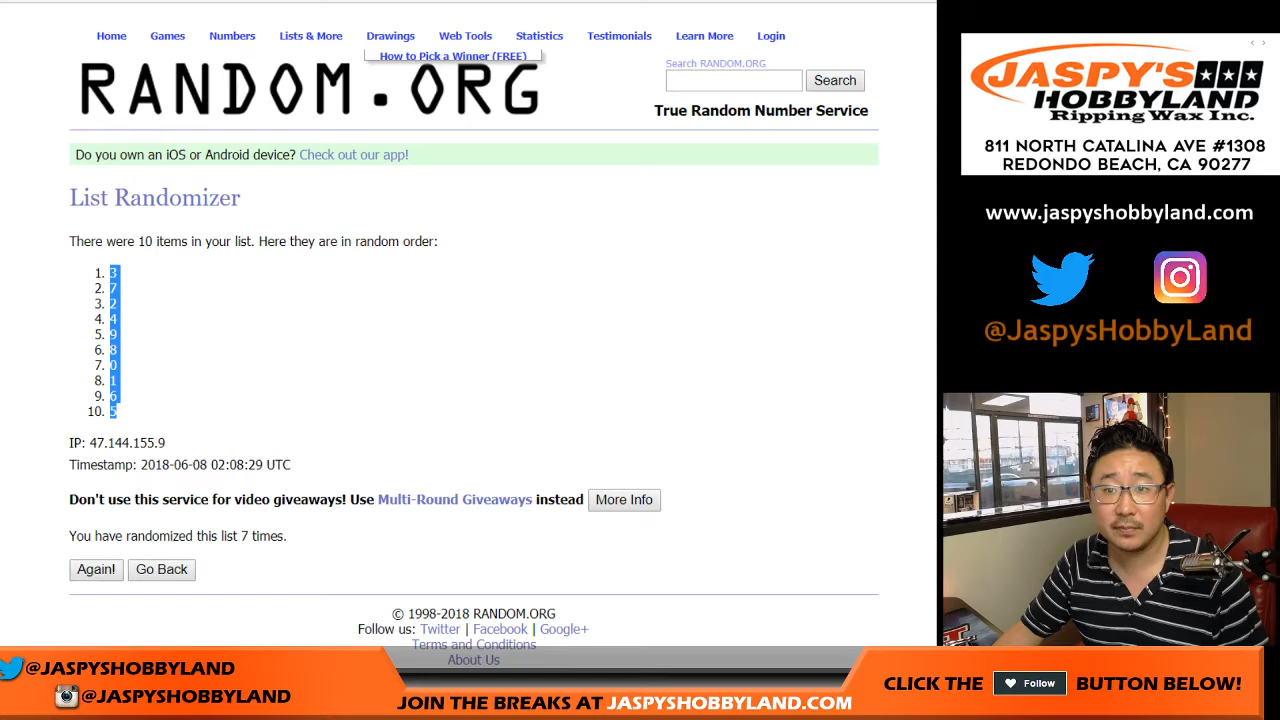 Home Games Numbers Lists & More Drawings Web Tools Statistics Testimonials Learn More Login
How to Pick a Winner (FREE)
RANDOM.ORG
Search RANDOM.ORG
Search
True Random Number Service
Do you own an iOS or Android device? Check out our app!
List Randomizer
There were 10 items in your list. Here they are in random order:
1. 3
2. 7
3. 2
4. 4
5. 9
6. 8
7. 0
8. 1
9. 6
10. 5
IP: 47.144.155.9
Timestamp: 2018-06-08 02:08:29 UTC
Don't use this service for video giveaways! Use Multi-Round Giveaways instead More Info
You have randomized this list 7 times.
Again! Go Back
© 1998-2018 RANDOM.ORG
Follow us: Twitter | Facebook | Google+
Terms and Conditions
About Us
JASPY'S
HOBBYLAND
Ripping Wax Inc.
811 NORTH CATALINA AVE #1308
REDONDO BEACH, CA 90277
www.jaspyshobbyland.com
@JaspysHobbyLand
@JASPYSHOBBYLAND
@JASPYSHOBBYLAND
JOIN THE BREAKS AT JASPYSHOBBYLAND.COM
CLICK THE Follow BUTTON BELOW!